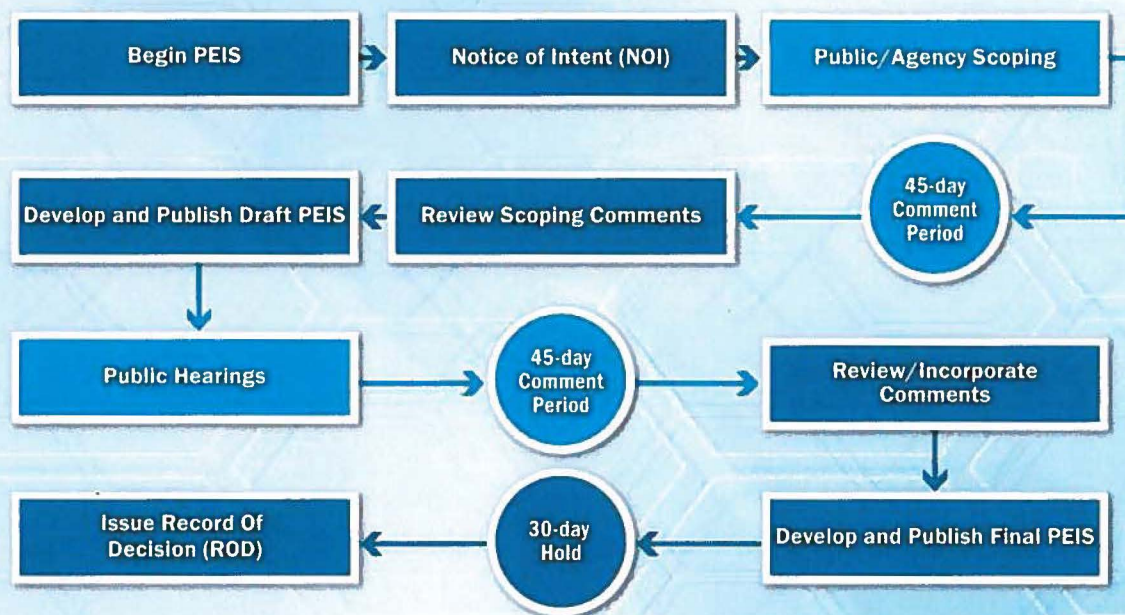 Begin PEIS
Notice of Intent (NOI)
Public/Agency Scoping
45-day
Comment
Period
Review Scoping Comments
Develop and Publish Draft PEIS
Public Hearings
45-day
Comment
Period
Review/Incorporate
Comments
Develop and Publish Final PEIS
30-day
Hold
Issue Record Of
Decision (ROD)